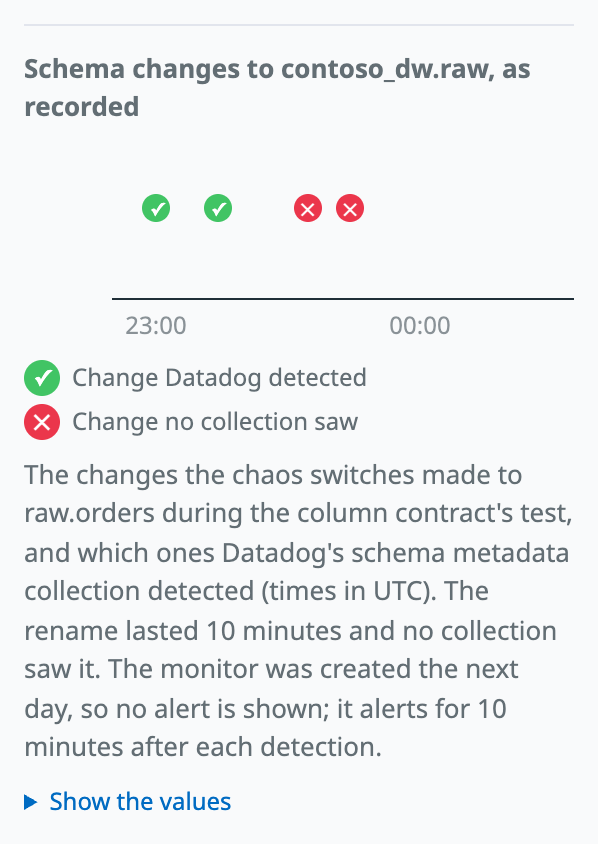 Schema changes to contoso_dw.raw, as
recorded
23:00 00:00
Change Datadog detected
Change no collection saw
The changes the chaos switches made to
raw.orders during the column contract's test,
and which ones Datadog's schema metadata
collection detected (times in UTC). The
rename lasted 10 minutes and no collection
saw it. The monitor was created the next
day, so no alert is shown; it alerts for 10
minutes after each detection.
Show the values